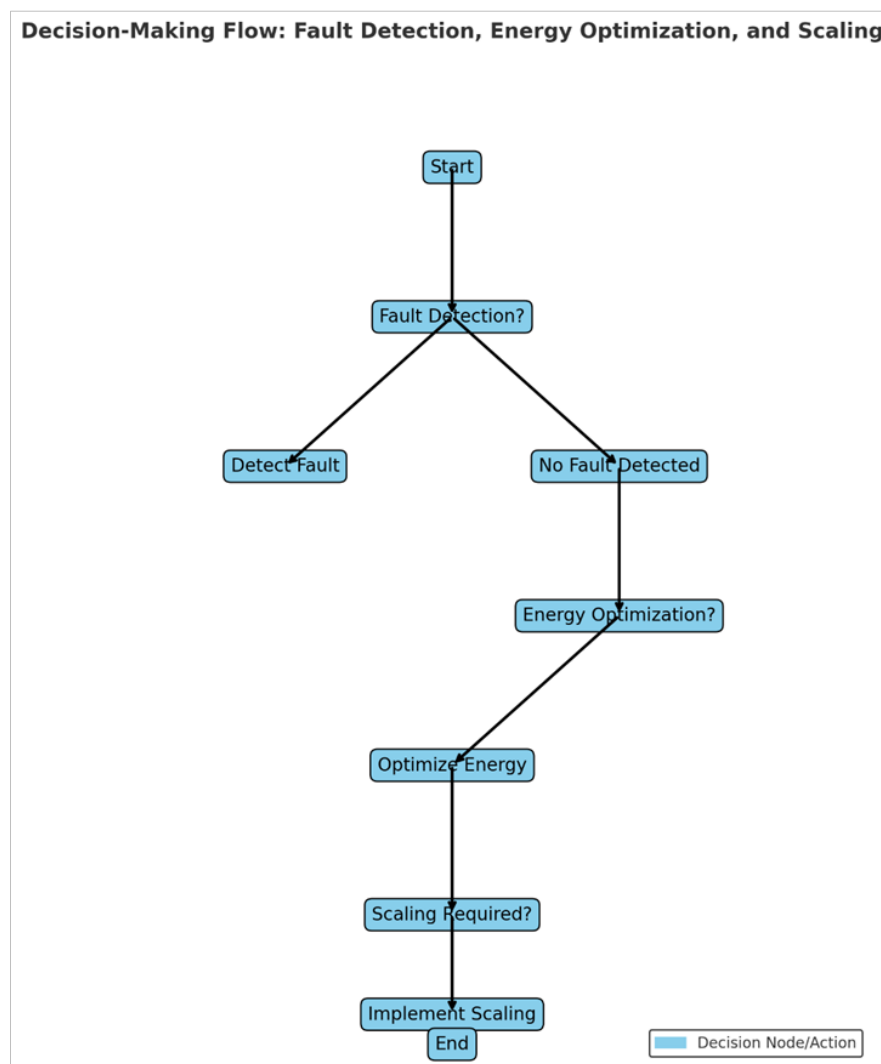 Decision-Making Flow: Fault Detection, Energy Optimization, and Scaling
Start
Fault Detection?
Detect Fault
No Fault Detected
Energy Optimization?
Optimize Energy
Scaling Required?
Implement Scaling
End
Decision Node/Action